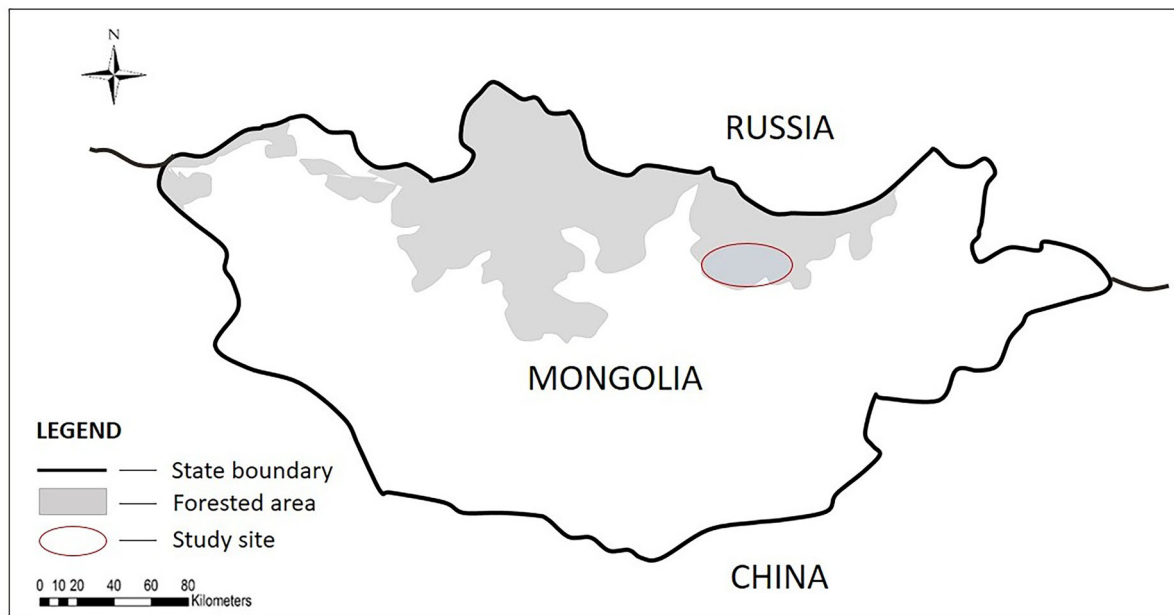 N
RUSSIA
MONGOLIA
LEGEND
State boundary
Forested area
Study site
0 10 20 40 60 80
Kilometers
CHINA